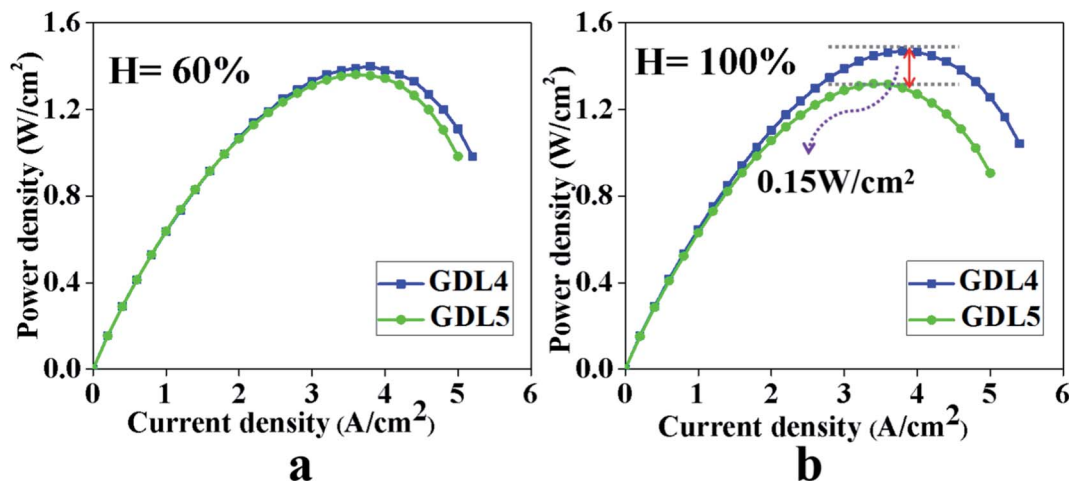 1.6
1.2
0.8
0.4
0.0
Power density (W/cm²)
H= 60%
GDL4
GDL5
0 1 2 3 4 5 6
Current density (A/cm²)
a
1.6
1.2
0.8
0.4
0.0
Power density (W/cm²)
H= 100%
0.15W/cm²
GDL4
GDL5
0 1 2 3 4 5 6
Current density (A/cm²)
b